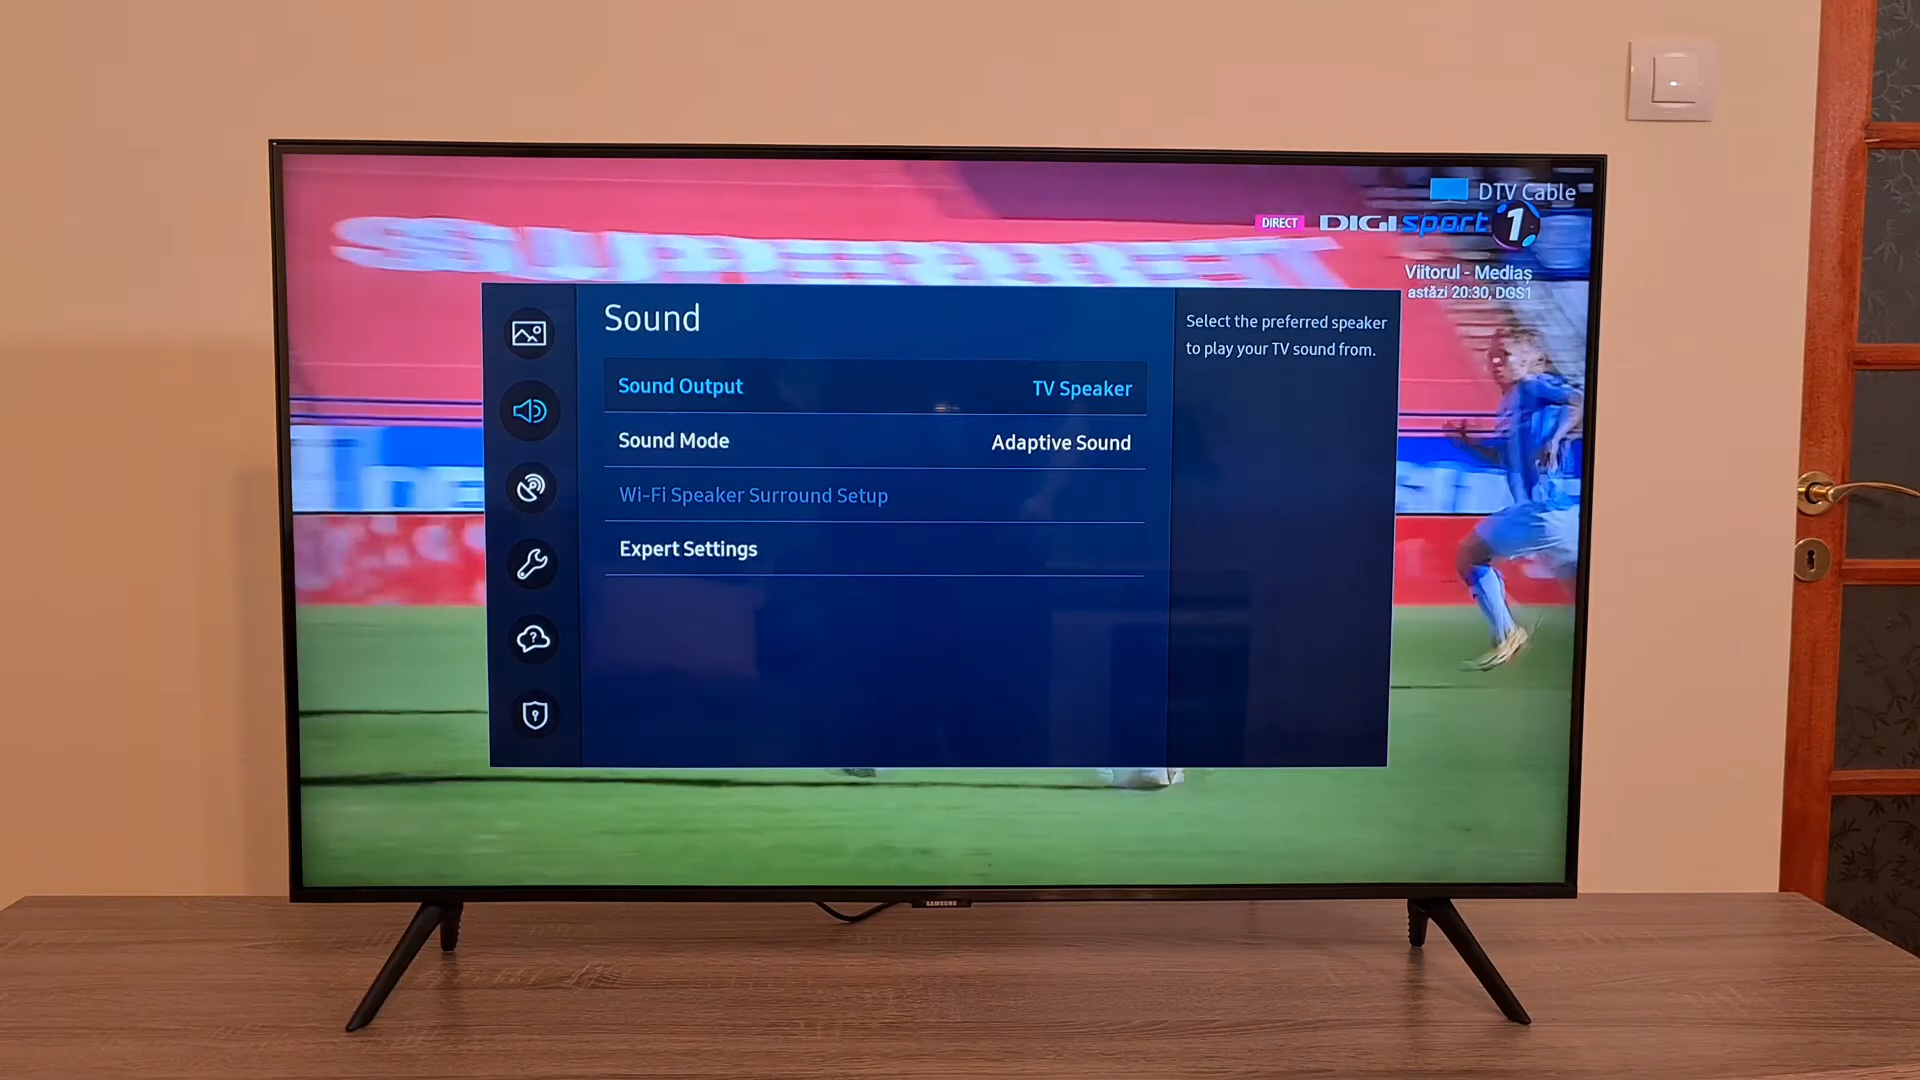 DTV Cable
DIRECT DIGI sport 1
Viitorul - Mediaș
astăzi 20:30, DGS1
Sound
Select the preferred speaker
to play your TV sound from.
Sound Output TV Speaker
Sound Mode Adaptive Sound
Wi-Fi Speaker Surround Setup
Expert Settings
SAMSUNG